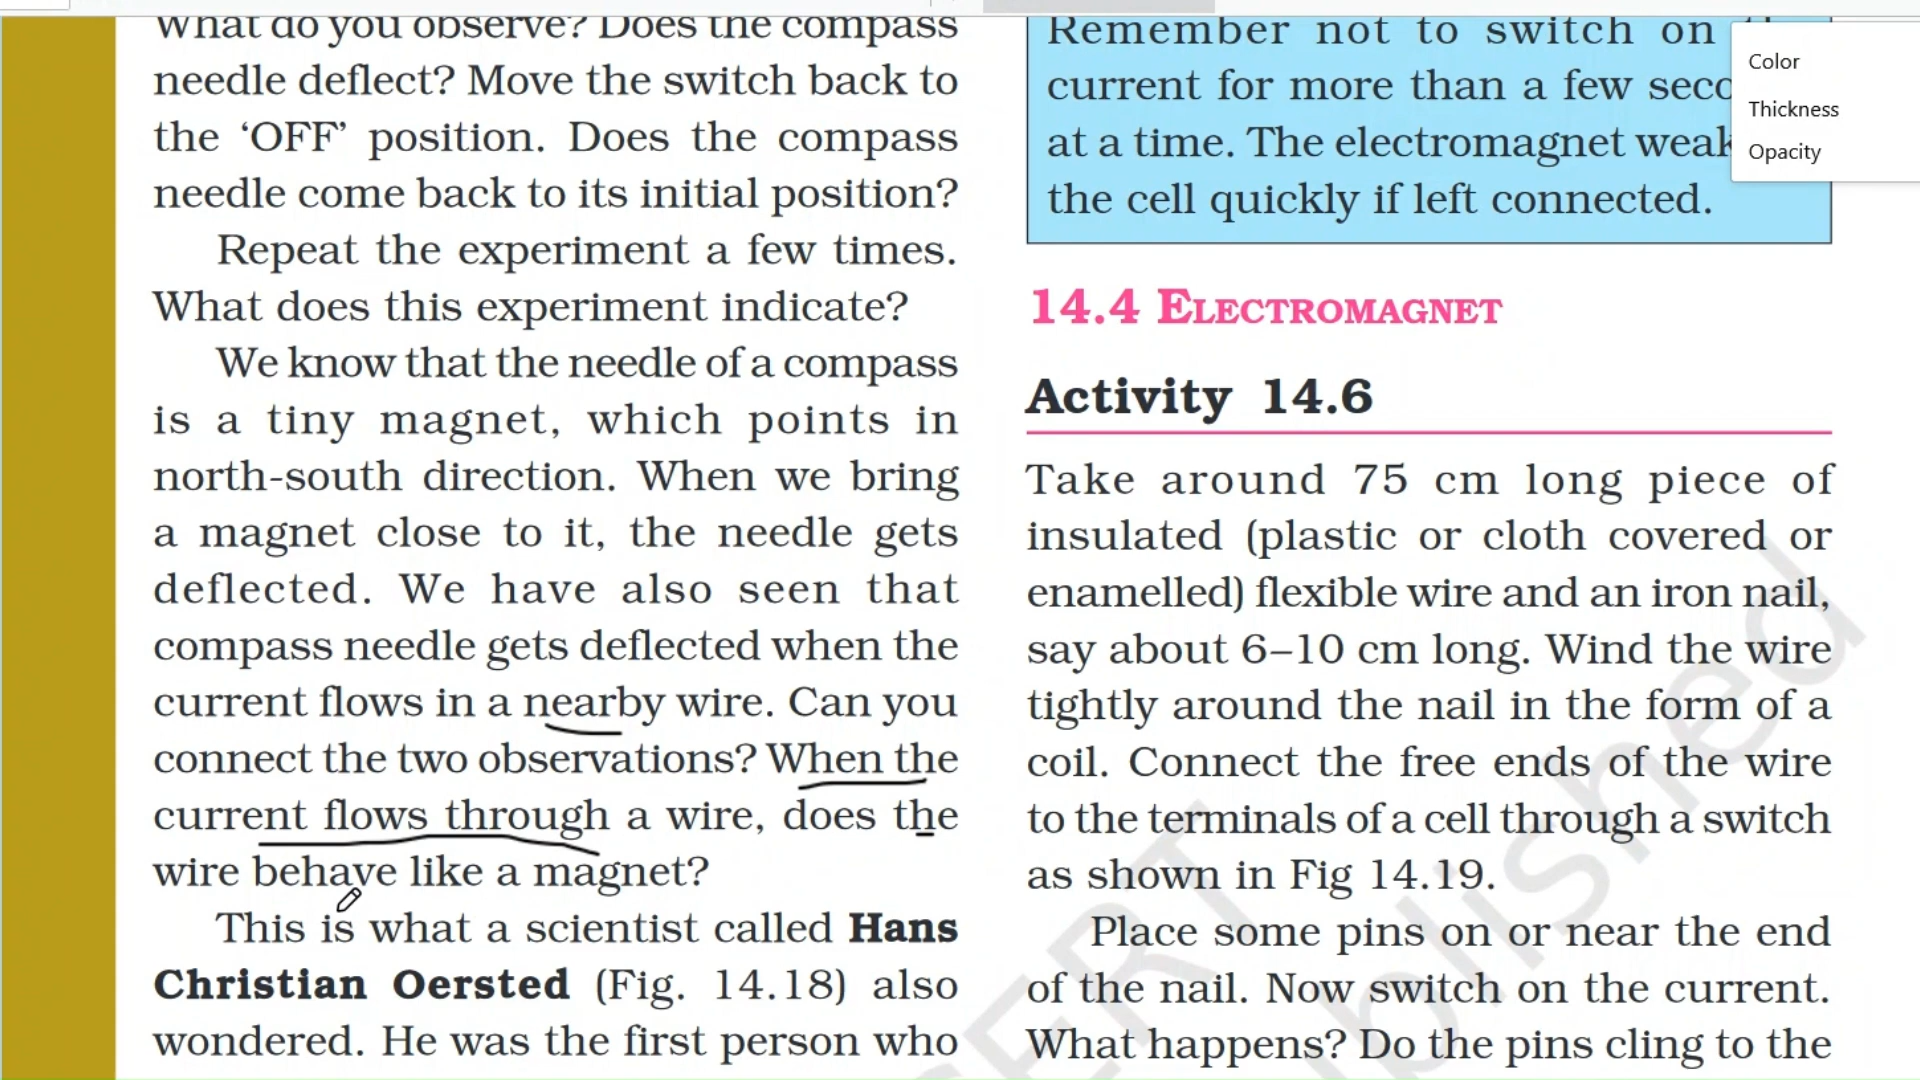 What do you observe? Does the compass
needle deflect? Move the switch back to
the ‘OFF’ position. Does the compass
needle come back to its initial position?
Repeat the experiment a few times.
What does this experiment indicate?
We know that the needle of a compass
is a tiny magnet, which points in
north-south direction. When we bring
a magnet close to it, the needle gets
deflected. We have also seen that
compass needle gets deflected when the
current flows in a nearby wire. Can you
connect the two observations? When the
current flows through a wire, does the
wire behave like a magnet?
This is what a scientist called Hans
Christian Oersted (Fig. 14.18) also
wondered. He was the first person who
Remember not to switch on
current for more than a few seco
at a time. The electromagnet weak
the cell quickly if left connected.
Color
Thickness
Opacity
14.4 ELECTROMAGNET
Activity 14.6
Take around 75 cm long piece of
insulated (plastic or cloth covered or
enamelled) flexible wire and an iron nail,
say about 6–10 cm long. Wind the wire
tightly around the nail in the form of a
coil. Connect the free ends of the wire
to the terminals of a cell through a switch
as shown in Fig 14.19.
Place some pins on or near the end
of the nail. Now switch on the current.
What happens? Do the pins cling to the